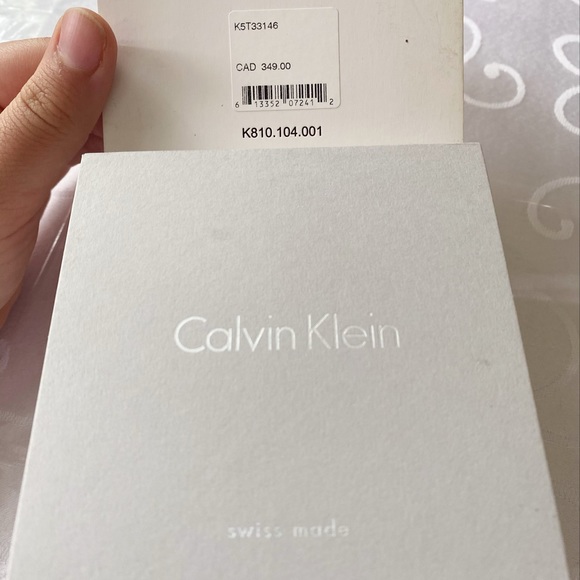 K5T33146
CAD 349.00
6 13352 07241 2
K810.104.001
Calvin Klein
swiss made